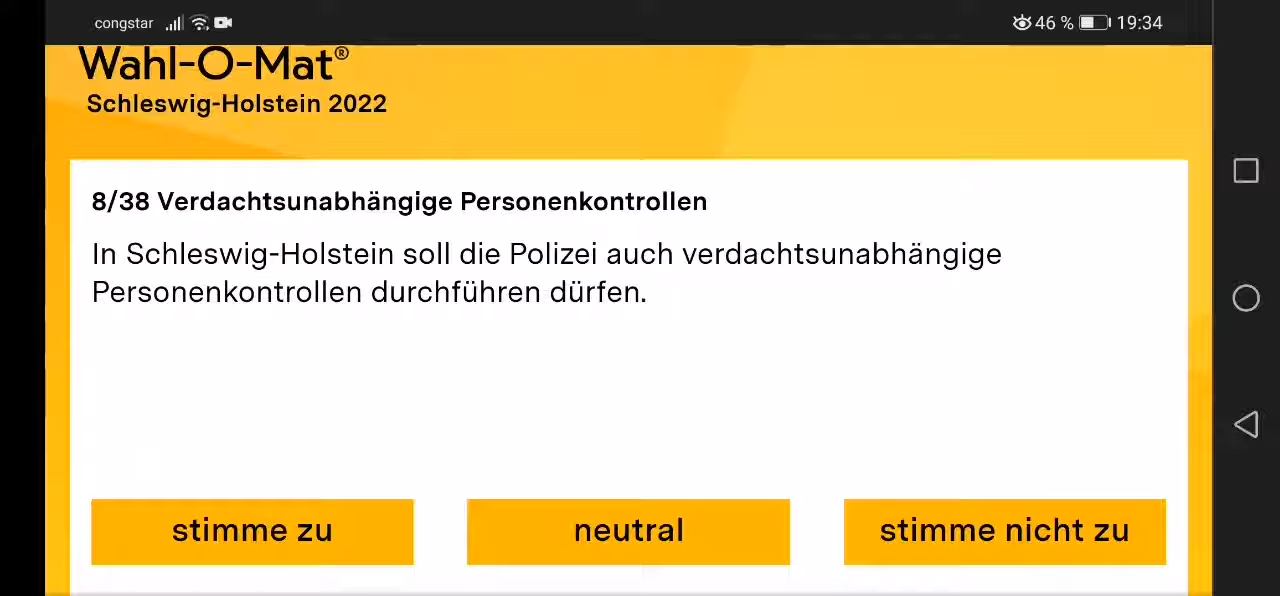 congstar 46 % 19:34
Wahl-O-Mat®
Schleswig-Holstein 2022
8/38 Verdachtsunabhängige Personenkontrollen
In Schleswig-Holstein soll die Polizei auch verdachtsunabhängige
Personenkontrollen durchführen dürfen.
stimme zu neutral stimme nicht zu